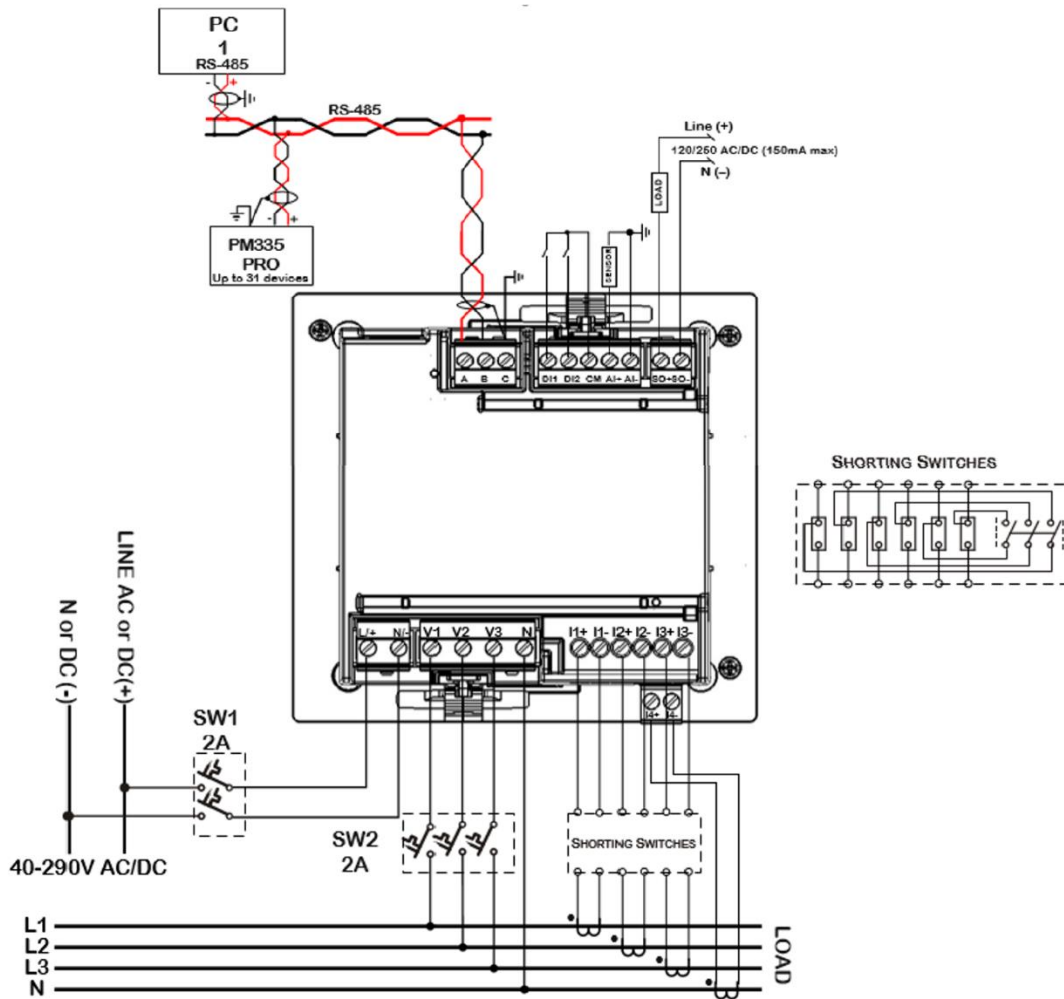 PC
1
RS-485
- +
RS-485
Line (+)
120/250 AC/DC (150mA max)
N (–)
LOAD
- +
PM335
PRO
Up to 31 devices
SENSOR
A B C
DI1 DI2 CM AI+ AI- SO+ SO-
SHORTING SWITCHES
N or DC (-)
LINE AC or DC(+)
L/+ N/- V1 V2 V3 N I1+ I1- I2+ I2- I3+ I3-
I4+ I4-
SW1
2A
SW2
2A
SHORTING SWITCHES
40-290V AC/DC
L1
L2
L3
N
LOAD